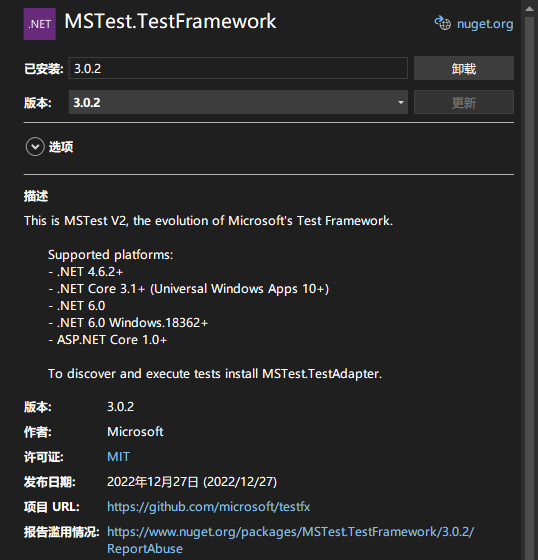 .NET MSTest.TestFramework nuget.org
已安装: 3.0.2 卸载
版本: 3.0.2 更新
选项
描述
This is MSTest V2, the evolution of Microsoft's Test Framework.
Supported platforms:
- .NET 4.6.2+
- .NET Core 3.1+ (Universal Windows Apps 10+)
- .NET 6.0
- .NET 6.0 Windows.18362+
- ASP.NET Core 1.0+
To discover and execute tests install MSTest.TestAdapter.
版本: 3.0.2
作者: Microsoft
许可证: MIT
发布日期: 2022年12月27日 (2022/12/27)
项目 URL: https://github.com/microsoft/testfx
报告滥用情况: https://www.nuget.org/packages/MSTest.TestFramework/3.0.2/
ReportAbuse